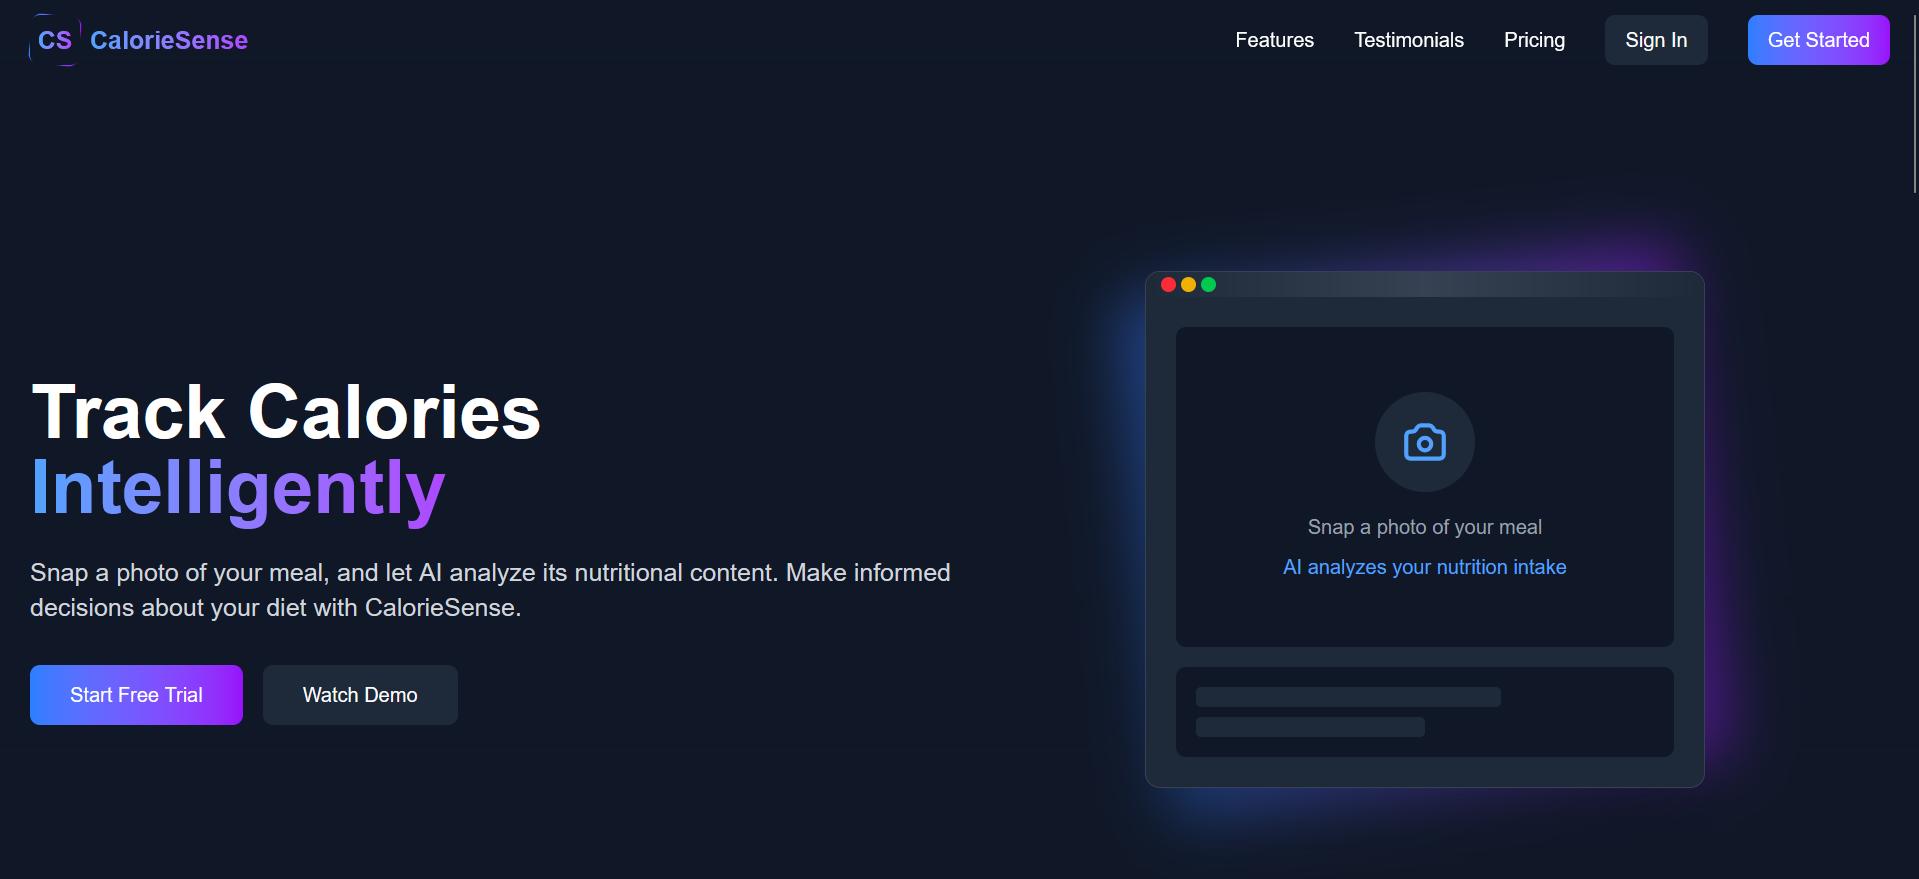 CS CalorieSense
Features Testimonials Pricing Sign In Get Started
Track Calories
Intelligently
Snap a photo of your meal, and let AI analyze its nutritional content. Make informed
decisions about your diet with CalorieSense.
Start Free Trial Watch Demo
Snap a photo of your meal
AI analyzes your nutrition intake